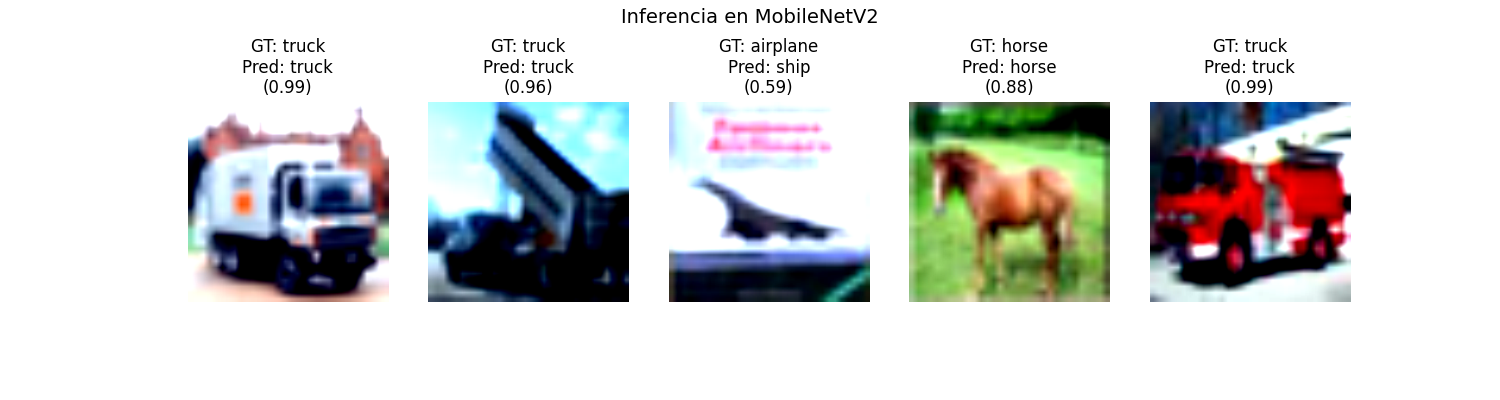 Inferencia en MobileNetV2
GT: truck
Pred: truck
(0.99)
GT: truck
Pred: truck
(0.96)
GT: airplane
Pred: ship
(0.59)
GT: horse
Pred: horse
(0.88)
GT: truck
Pred: truck
(0.99)